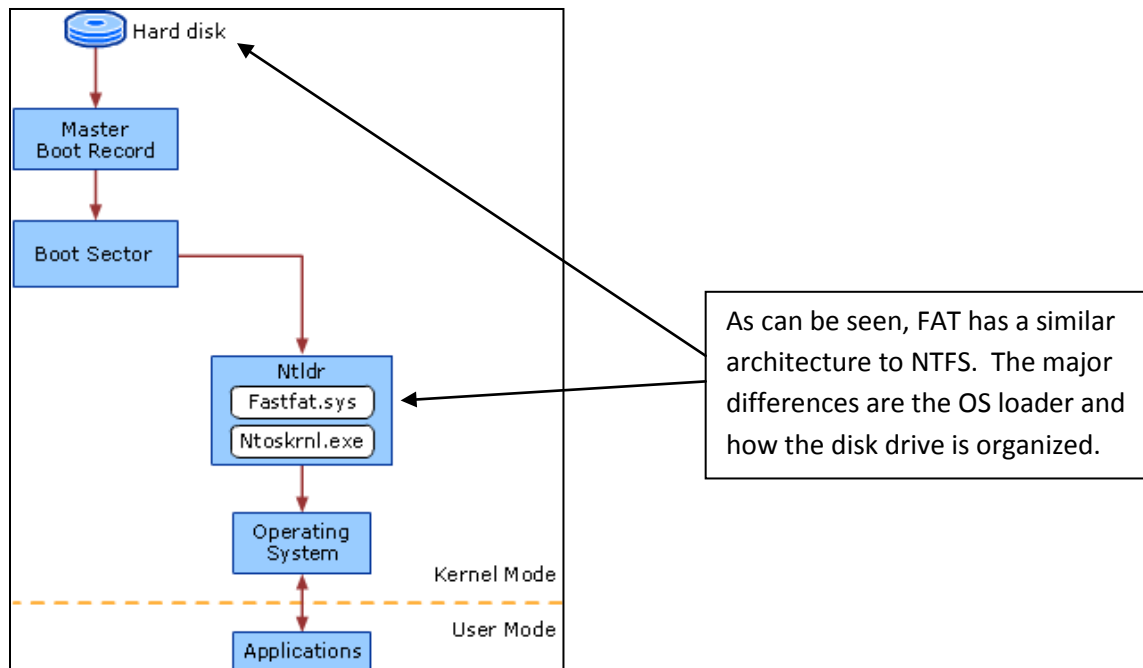 Hard disk
Master
Boot Record
Boot Sector
Ntldr
Fastfat.sys
Ntoskrnl.exe
Operating
System
Kernel Mode
User Mode
Applications
As can be seen, FAT has a similar
architecture to NTFS.  The major
differences are the OS loader and
how the disk drive is organized.